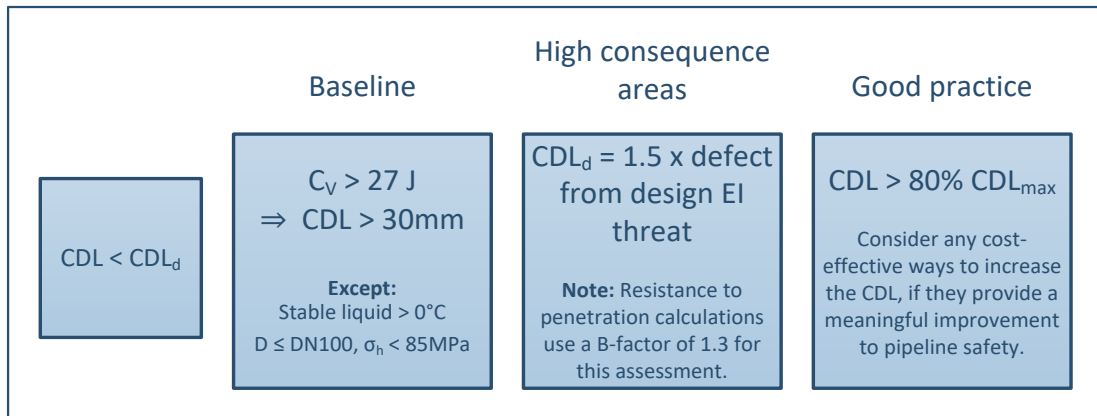 Baseline
High consequence
areas
Good practice
CDL < CDLd
CV > 27 J
⇒ CDL > 30mm
Except:
Stable liquid > 0°C
D ≤ DN100, σh < 85MPa
CDLd = 1.5 x defect
from design EI
threat
Note: Resistance to
penetration calculations
use a B-factor of 1.3 for
this assessment.
CDL > 80% CDLmax
Consider any cost-
effective ways to increase
the CDL, if they provide a
meaningful improvement
to pipeline safety.